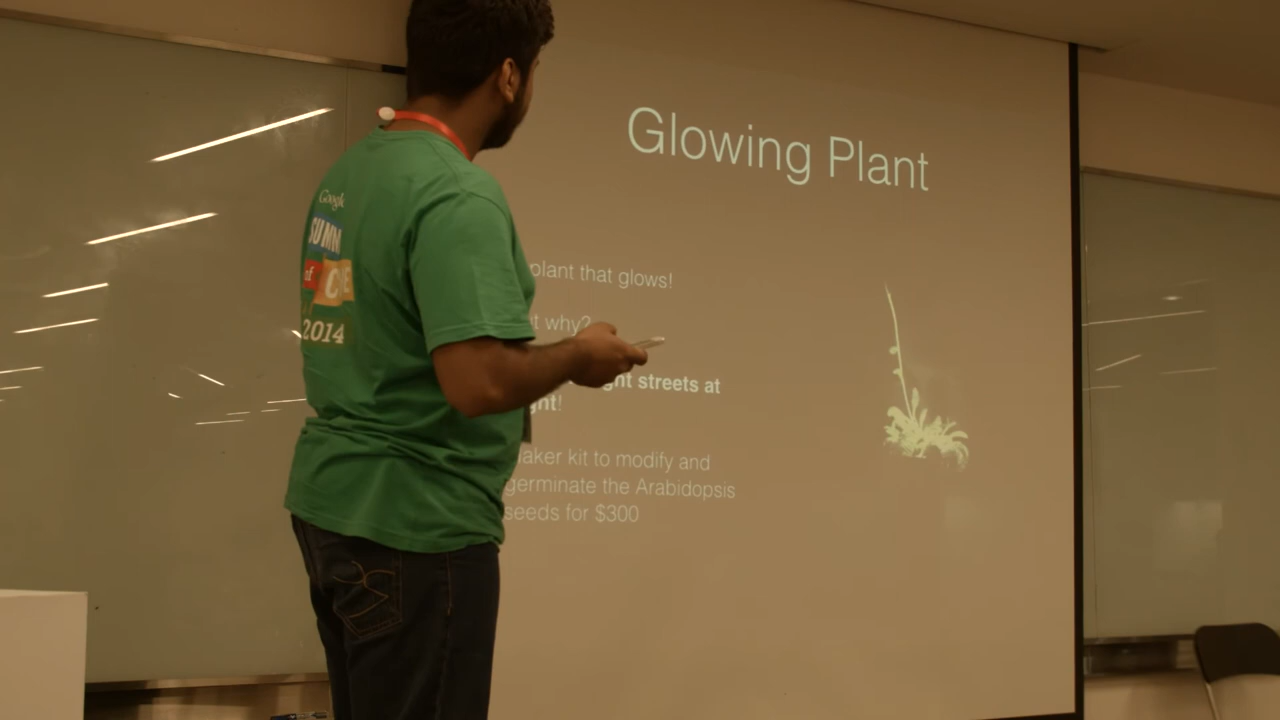 Glowing Plant
Google
SUMM
of CODE
2014
plant that glows!
t why?
ght streets at
ght!
aker kit to modify and
germinate the Arabidopsis
seeds for $300